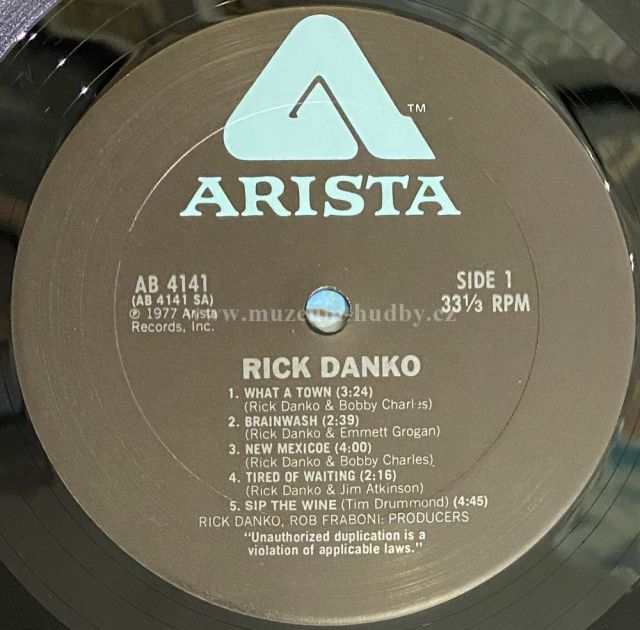 TM
ARISTA
AB 4141
(AB 4141 SA)
℗ 1977 Arista
Records, Inc.
SIDE 1
33⅓ RPM
www.muzeum-hudby.cz
RICK DANKO
1. WHAT A TOWN (3:24)
(Rick Danko & Bobby Charles)
2. BRAINWASH (2:39)
(Rick Danko & Emmett Grogan)
3. NEW MEXICOE (4:00)
(Rick Danko & Bobby Charles)
4. TIRED OF WAITING (2:16)
(Rick Danko & Jim Atkinson)
5. SIP THE WINE (Tim Drummond) (4:45)
RICK DANKO, ROB FRABONI: PRODUCERS
"Unauthorized duplication is a
violation of applicable laws."